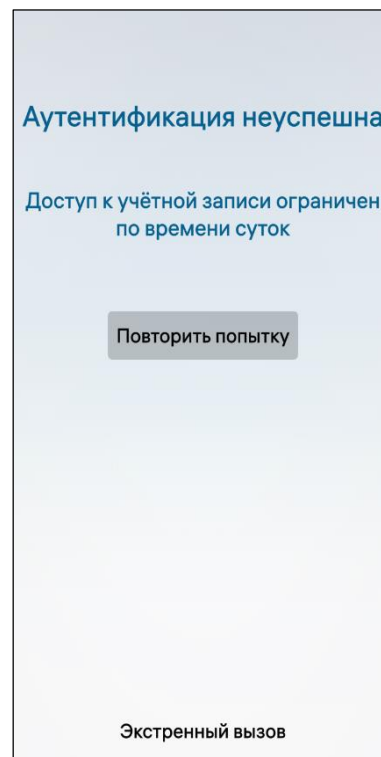 Аутентификация неуспешна
Доступ к учётной записи ограничен
по времени суток
Повторить попытку
Экстренный вызов